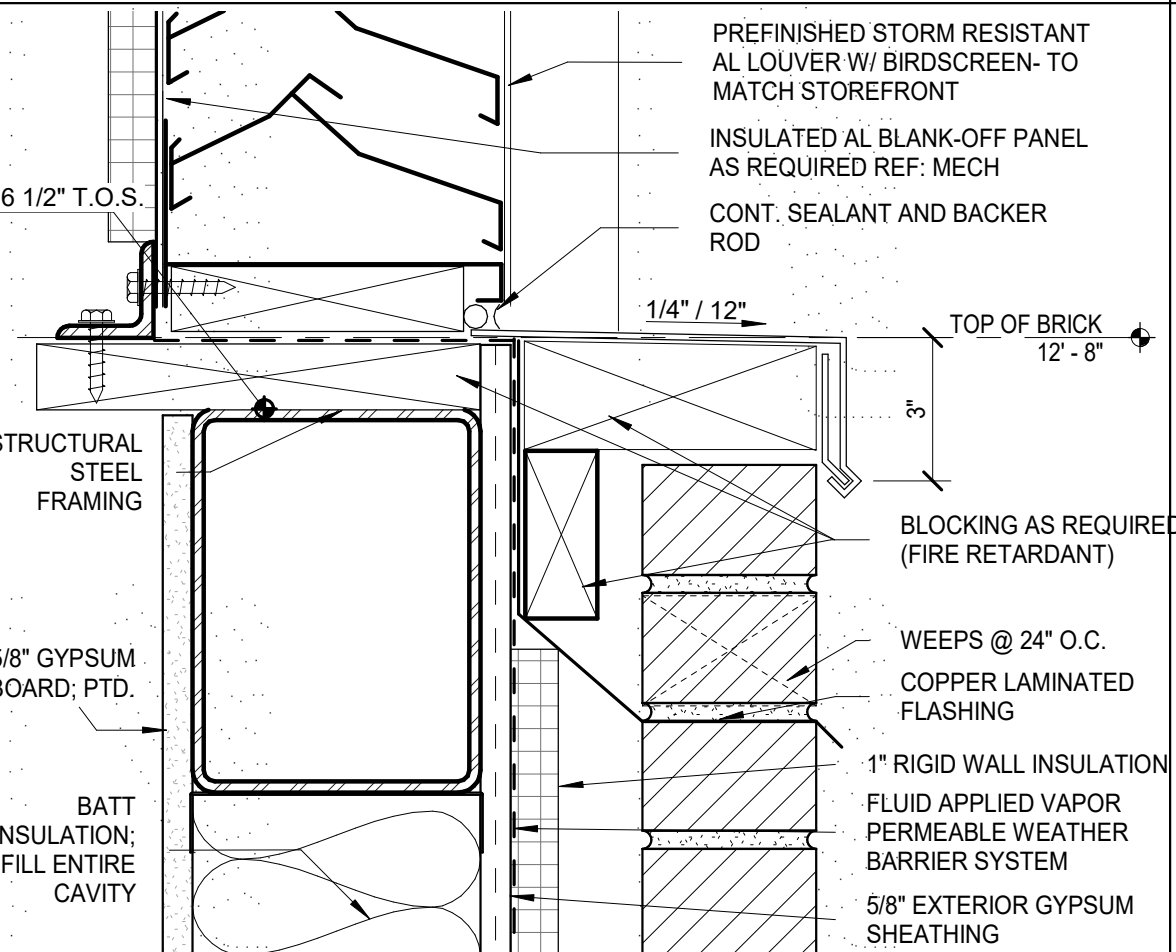 PREFINISHED STORM RESISTANT
AL LOUVER W/ BIRDSCREEN- TO
MATCH STOREFRONT
INSULATED AL BLANK-OFF PANEL
AS REQUIRED REF: MECH
6 1/2" T.O.S.
CONT. SEALANT AND BACKER
ROD
1/4" / 12"
TOP OF BRICK
12' - 8"
3"
STRUCTURAL
STEEL
FRAMING
BLOCKING AS REQUIRED
(FIRE RETARDANT)
WEEPS @ 24" O.C.
COPPER LAMINATED
FLASHING
5/8" GYPSUM
BOARD; PTD.
1" RIGID WALL INSULATION
FLUID APPLIED VAPOR
PERMEABLE WEATHER
BARRIER SYSTEM
BATT
INSULATION;
FILL ENTIRE
CAVITY
5/8" EXTERIOR GYPSUM
SHEATHING